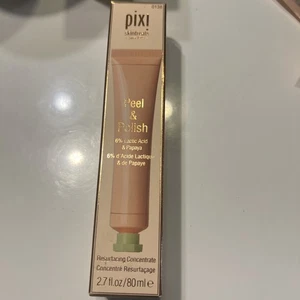 pixi
skintreats
Peel
&
Polish
8% Lactic Acid
& Papaya
8% d'Acide Lactique
& de Papaye
Resurfacing Concentrate
Concentré Resurfaçage
2.7 fl.oz/80ml e